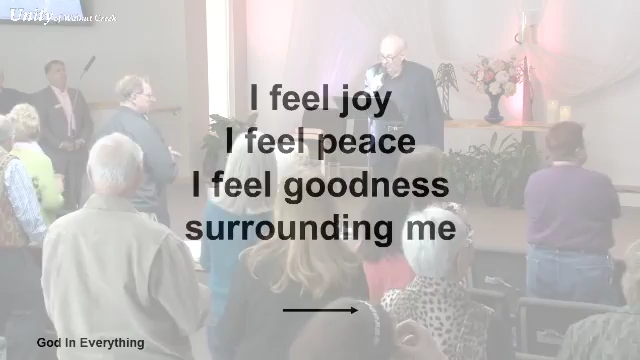 Unity of Walnut Creek
I feel joy
I feel peace
I feel goodness
surrounding me
God In Everything